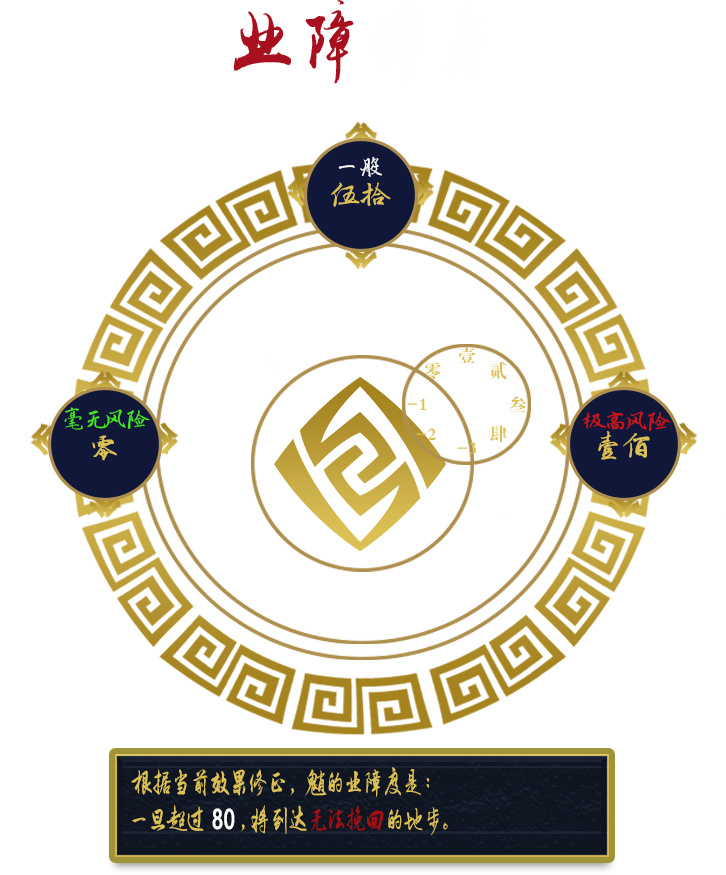 业障
一般
伍拾
零
壹
贰
叁
肆
-1
-2
-3
毫无风险
零
极高风险
壹佰
根据当前效果修正，魈的业障度是：
一旦超过 80，将到达无法挽回的地步。